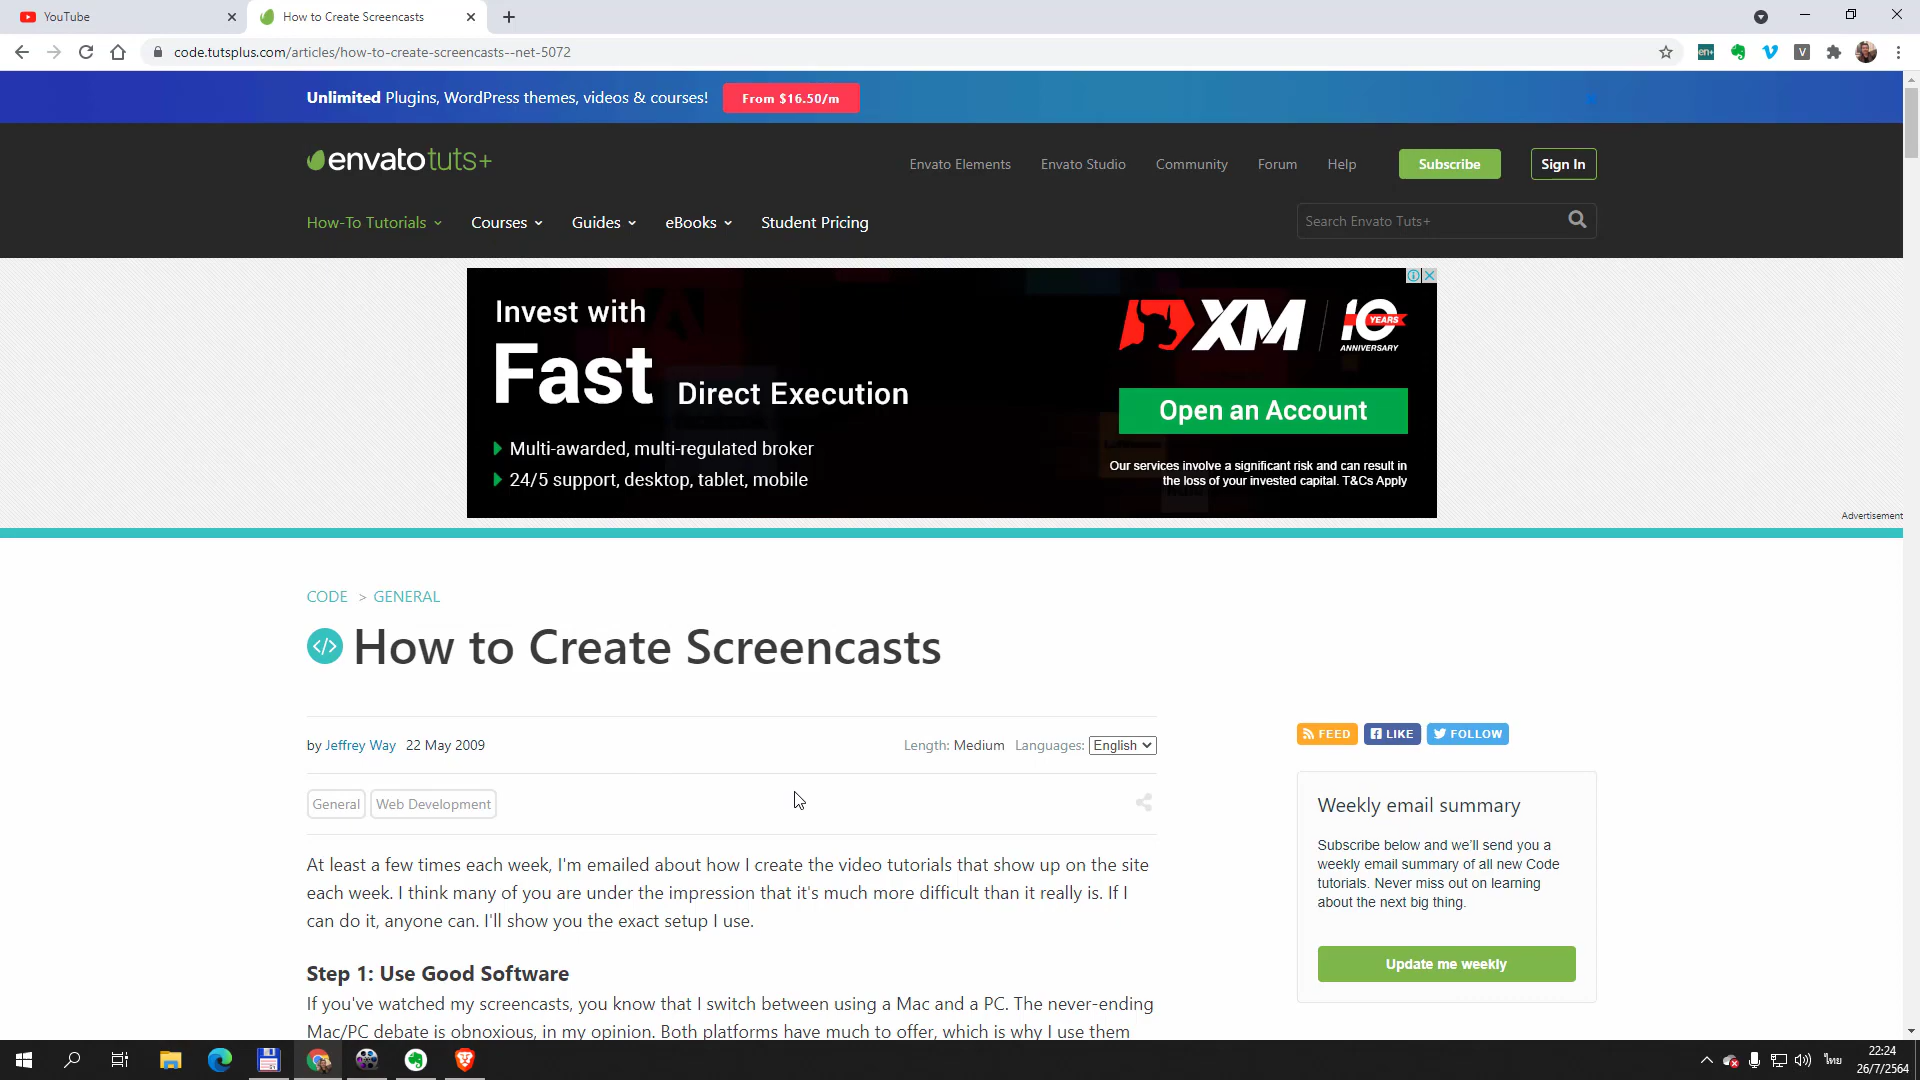 YouTube
How to Create Screencasts
code.tutsplus.com/articles/how-to-create-screencasts--net-5072
en+
V
Unlimited Plugins, WordPress themes, videos & courses!
From $16.50/m
envatotuts+
Envato Elements
Envato Studio
Community
Forum
Help
Subscribe
Sign In
How-To Tutorials
Courses
Guides
eBooks
Student Pricing
Search Envato Tuts+
Invest with
Fast Direct Execution
Multi-awarded, multi-regulated broker
24/5 support, desktop, tablet, mobile
XM
10
YEARS
ANNIVERSARY
Open an Account
Our services involve a significant risk and can result in
the loss of your invested capital. T&Cs Apply
Advertisement
CODE > GENERAL
</> How to Create Screencasts
by Jeffrey Way 22 May 2009
Length: Medium Languages: English
General
Web Development
At least a few times each week, I'm emailed about how I create the video tutorials that show up on the site
each week. I think many of you are under the impression that it's much more difficult than it really is. If I
can do it, anyone can. I'll show you the exact setup I use.
Step 1: Use Good Software
If you've watched my screencasts, you know that I switch between using a Mac and a PC. The never-ending
Mac/PC debate is obnoxious, in my opinion. Both platforms have much to offer, which is why I use them
FEED
LIKE
FOLLOW
Weekly email summary
Subscribe below and we'll send you a
weekly email summary of all new Code
tutorials. Never miss out on learning
about the next big thing.
Update me weekly
ไทย
22:24
26/7/2564